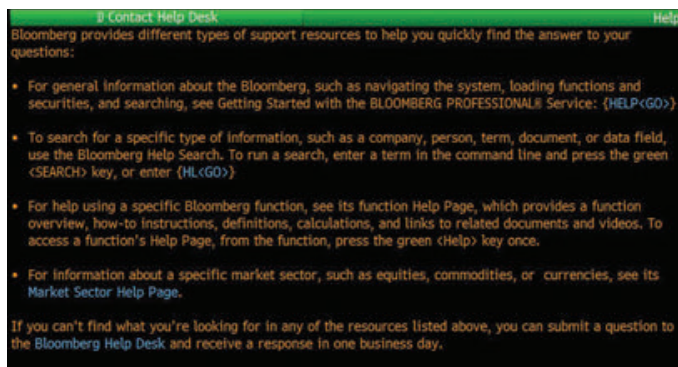 Contact Help Desk Help
Bloomberg provides different types of support resources to help you quickly find the answer to your
questions:
• For general information about the Bloomberg, such as navigating the system, loading functions and
securities, and searching, see Getting Started with the BLOOMBERG PROFESSIONAL® Service: {HELP<GO>}
• To search for a specific type of information, such as a company, person, term, document, or data field,
use the Bloomberg Help Search. To run a search, enter a term in the command line and press the green
<SEARCH> key, or enter {HL<GO>}
• For help using a specific Bloomberg function, see its function Help Page, which provides a function
overview, how-to instructions, definitions, calculations, and links to related documents and videos. To
access a function's Help Page, from the function, press the green <Help> key once.
• For information about a specific market sector, such as equities, commodities, or currencies, see its
Market Sector Help Page.
If you can't find what you're looking for in any of the resources listed above, you can submit a question to
the Bloomberg Help Desk and receive a response in one business day.